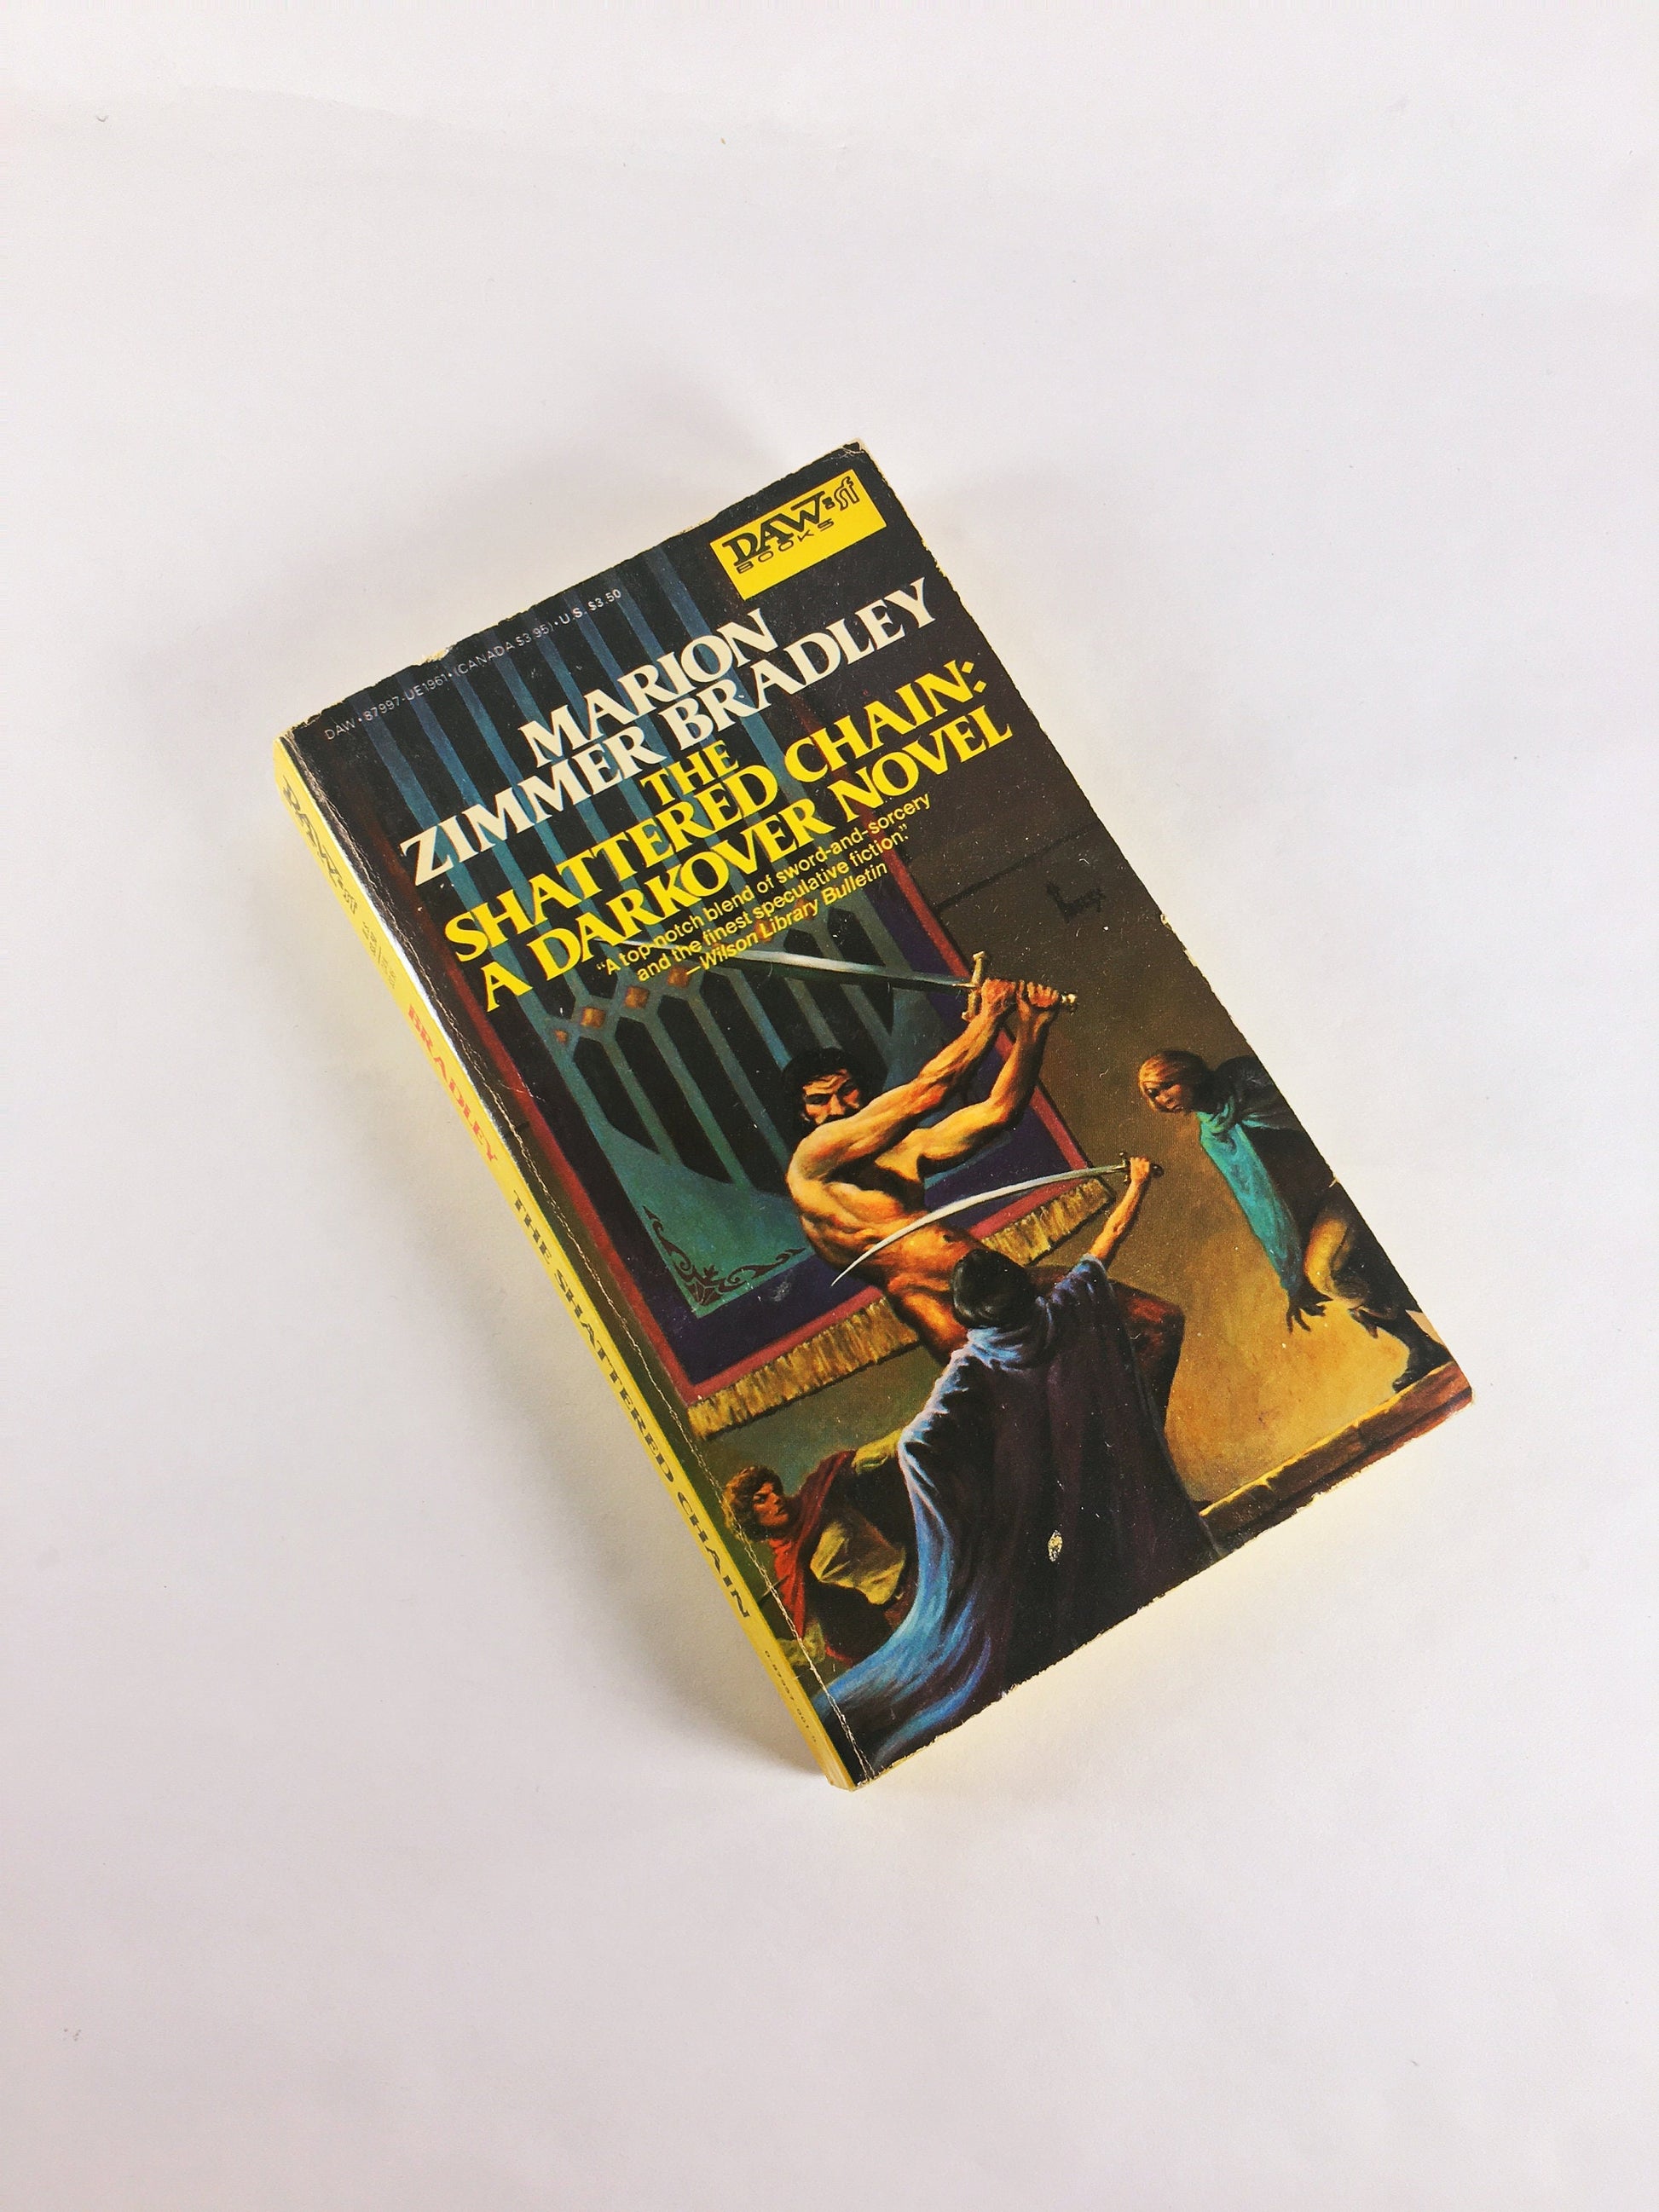 DAW:sf
BOOKS
DAW • 87997-UE1961 • (CANADA $3.95) • U.S. $3.50
MARION
ZIMMER BRADLEY
THE
SHATTERED CHAIN:
A DARKOVER NOVEL
“A top-notch blend of sword-and-sorcery
and the finest speculative fiction.”
—Wilson Library Bulletin
BRADLEY THE SHATTERED CHAIN